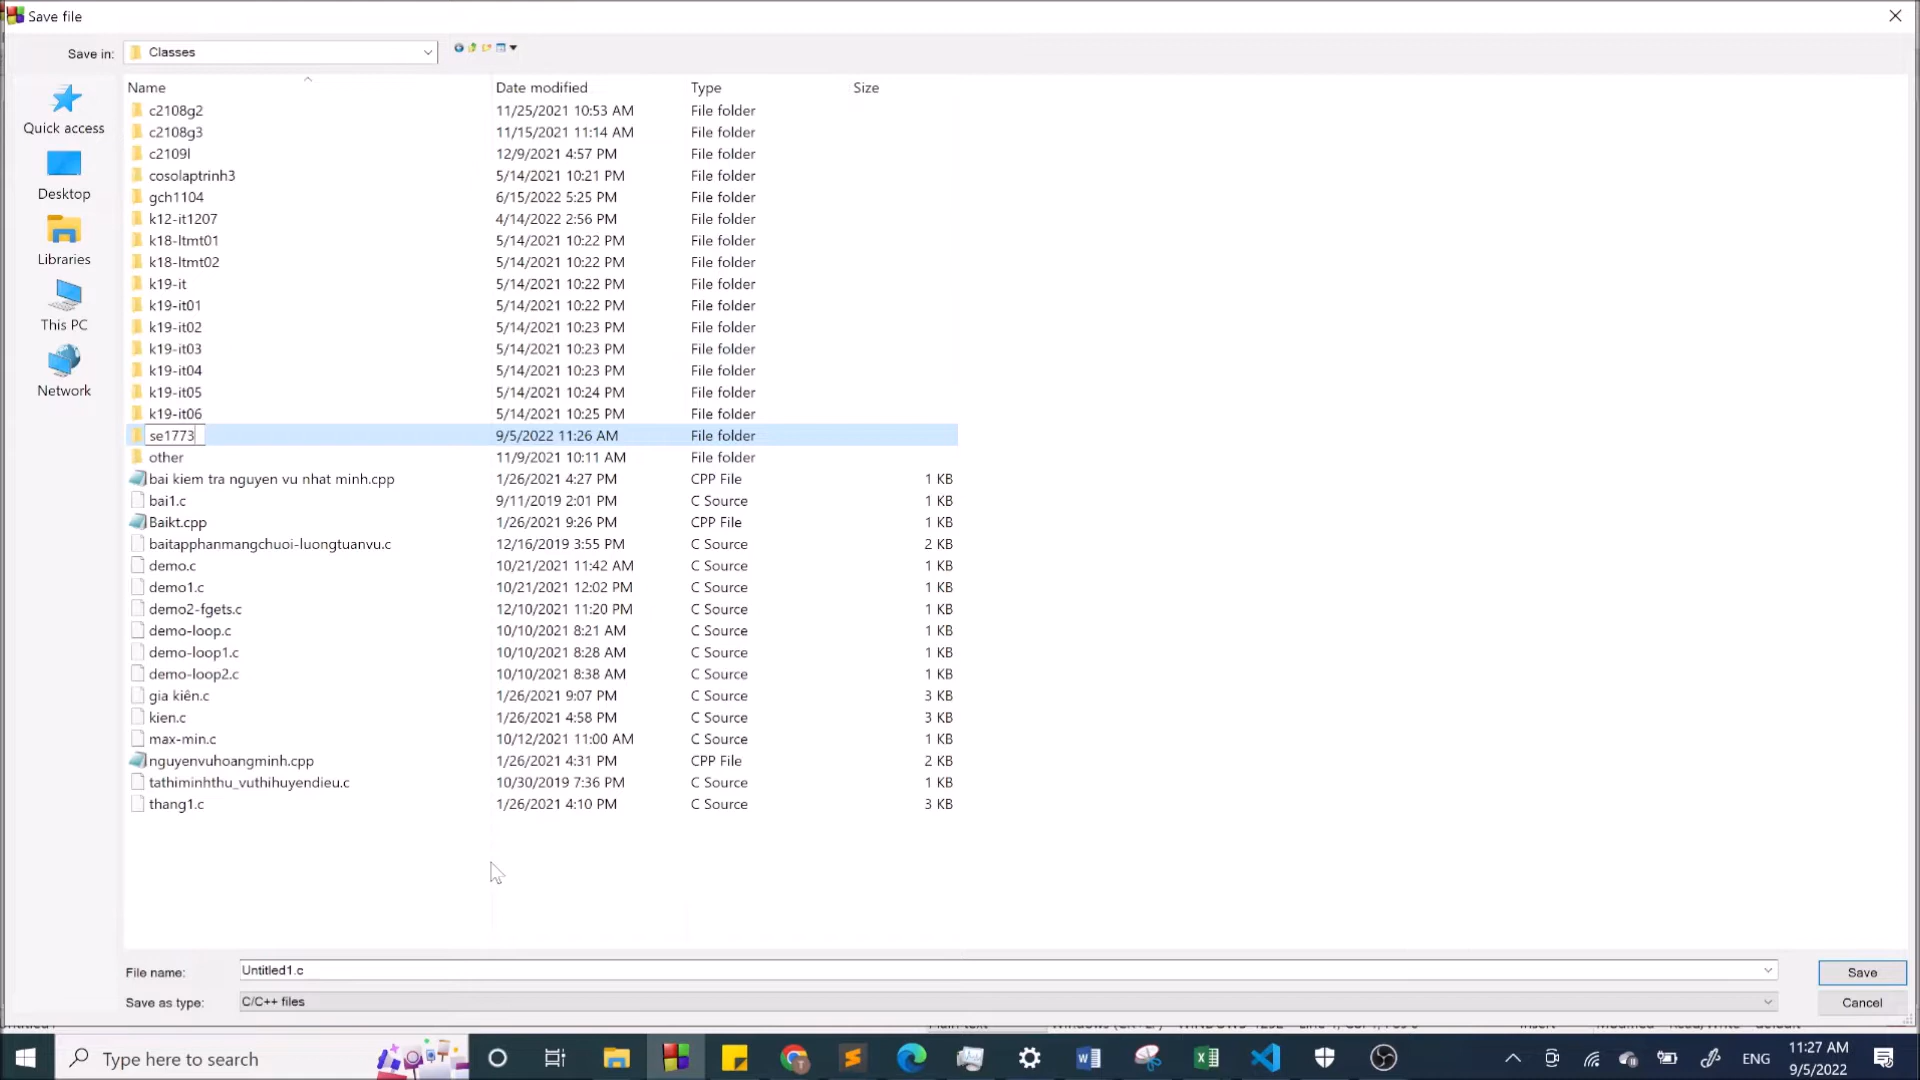 Save file
Save in: Classes
Name Date modified Type Size
c2108g2 11/25/2021 10:53 AM File folder
c2108g3 11/15/2021 11:14 AM File folder
c2109l 12/9/2021 4:57 PM File folder
cosolaptrinh3 5/14/2021 10:21 PM File folder
gch1104 6/15/2022 5:25 PM File folder
k12-it1207 4/14/2022 2:56 PM File folder
k18-ltmt01 5/14/2021 10:22 PM File folder
k18-ltmt02 5/14/2021 10:22 PM File folder
k19-it 5/14/2021 10:22 PM File folder
k19-it01 5/14/2021 10:22 PM File folder
k19-it02 5/14/2021 10:23 PM File folder
k19-it03 5/14/2021 10:23 PM File folder
k19-it04 5/14/2021 10:23 PM File folder
k19-it05 5/14/2021 10:24 PM File folder
k19-it06 5/14/2021 10:25 PM File folder
se1773 9/5/2022 11:26 AM File folder
other 11/9/2021 10:11 AM File folder
bai kiem tra nguyen vu nhat minh.cpp 1/26/2021 4:27 PM CPP File 1 KB
bai1.c 9/11/2019 2:01 PM C Source 1 KB
Baikt.cpp 1/26/2021 9:26 PM CPP File 1 KB
baitapphanmangchuoi-luongtuanvu.c 12/16/2019 3:55 PM C Source 2 KB
demo.c 10/21/2021 11:42 AM C Source 1 KB
demo1.c 10/21/2021 12:02 PM C Source 1 KB
demo2-fgets.c 12/10/2021 11:20 PM C Source 1 KB
demo-loop.c 10/10/2021 8:21 AM C Source 1 KB
demo-loop1.c 10/10/2021 8:28 AM C Source 1 KB
demo-loop2.c 10/10/2021 8:38 AM C Source 1 KB
gia kiên.c 1/26/2021 9:07 PM C Source 3 KB
kien.c 1/26/2021 4:58 PM C Source 3 KB
max-min.c 10/12/2021 11:00 AM C Source 1 KB
nguyenvuhoangminh.cpp 1/26/2021 4:31 PM CPP File 2 KB
tathiminhthu_vuthihuyendieu.c 10/30/2019 7:36 PM C Source 1 KB
thang1.c 1/26/2021 4:10 PM C Source 3 KB
Quick access
Desktop
Libraries
This PC
Network
File name: Untitled1.c
Save
Save as type: C/C++ files
Cancel
Type here to search
ENG
11:27 AM
9/5/2022